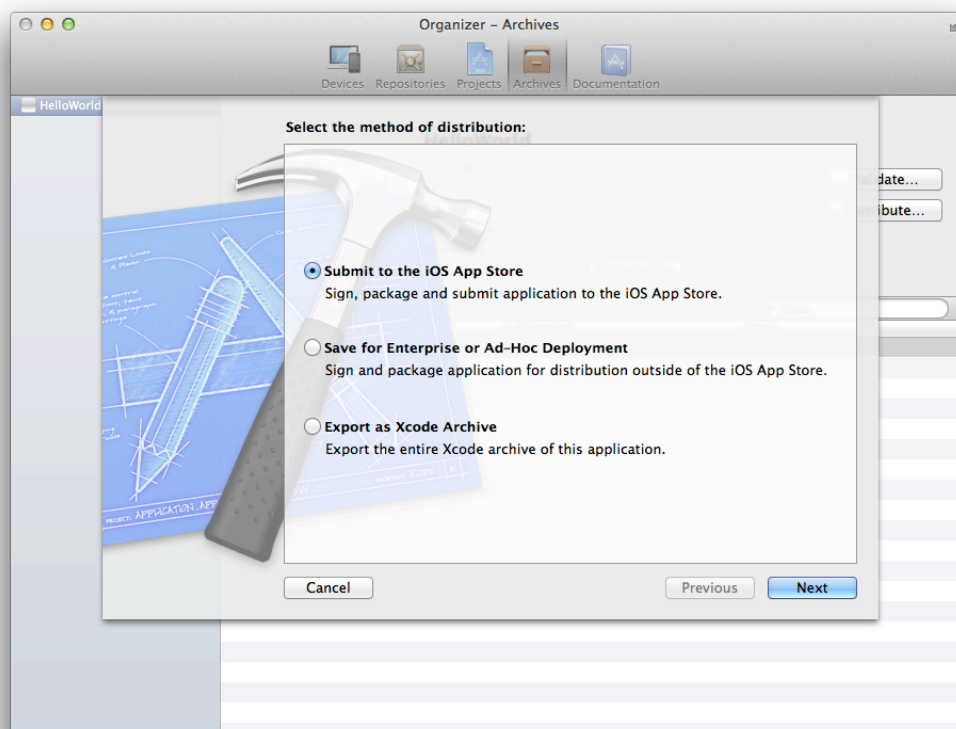 Organizer – Archives
Devices Repositories Projects Archives Documentation
HelloWorld
Select the method of distribution:
HelloWorld
date...
ibute...
Submit to the iOS App Store
Sign, package and submit application to the iOS App Store.
Save for Enterprise or Ad-Hoc Deployment
Sign and package application for distribution outside of the iOS App Store.
Export as Xcode Archive
Export the entire Xcode archive of this application.
PROJECT: APPLICATION.APP
XCODE
Cancel
Previous
Next